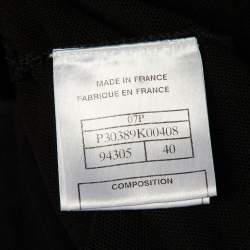 MADE IN FRANCE
FABRIQUE EN FRANCE
07P
P30389K00408
94305 40
COMPOSITION